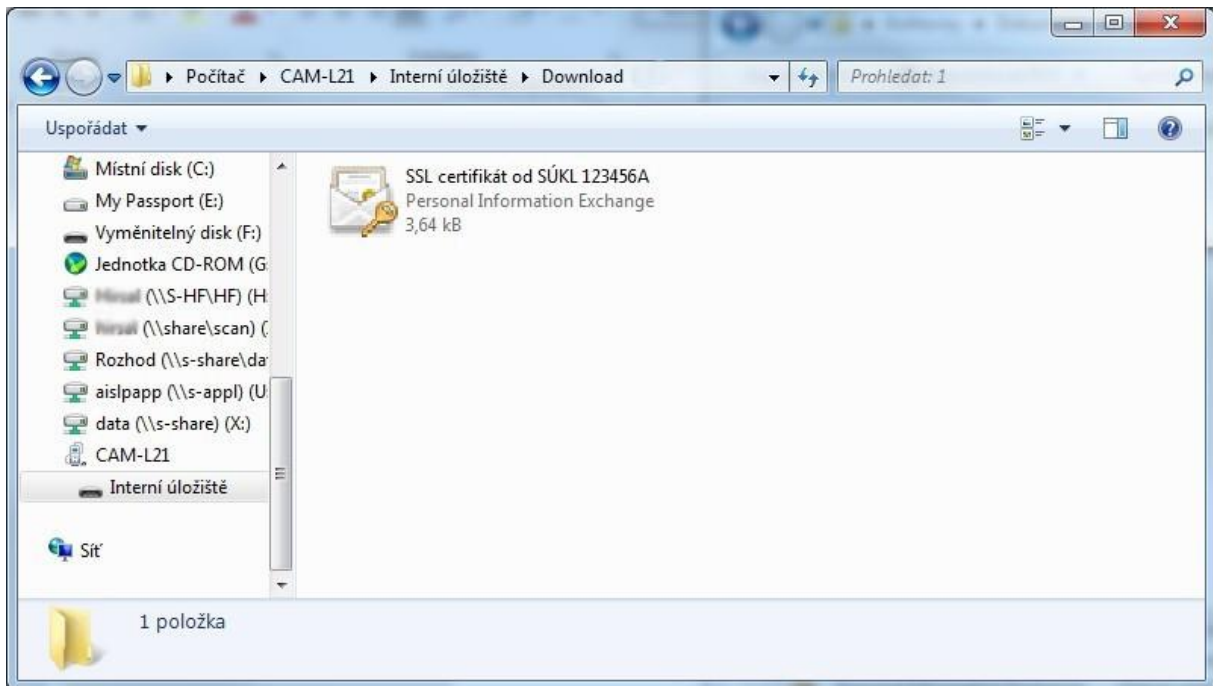 Počítač ▸ CAM-L21 ▸ Interní úložiště ▸ Download
Prohledat: 1
Uspořádat
Místní disk (C:)
My Passport (E:)
Vyměnitelný disk (F:)
Jednotka CD-ROM (G:
(\\S-HF\HF) (H:
(\\share\scan) (
Rozhod (\\s-share\da
aislpapp (\\s-appl) (U:
data (\\s-share) (X:)
CAM-L21
Interní úložiště
Síť
SSL certifikát od SÚKL 123456A
Personal Information Exchange
3,64 kB
1 položka